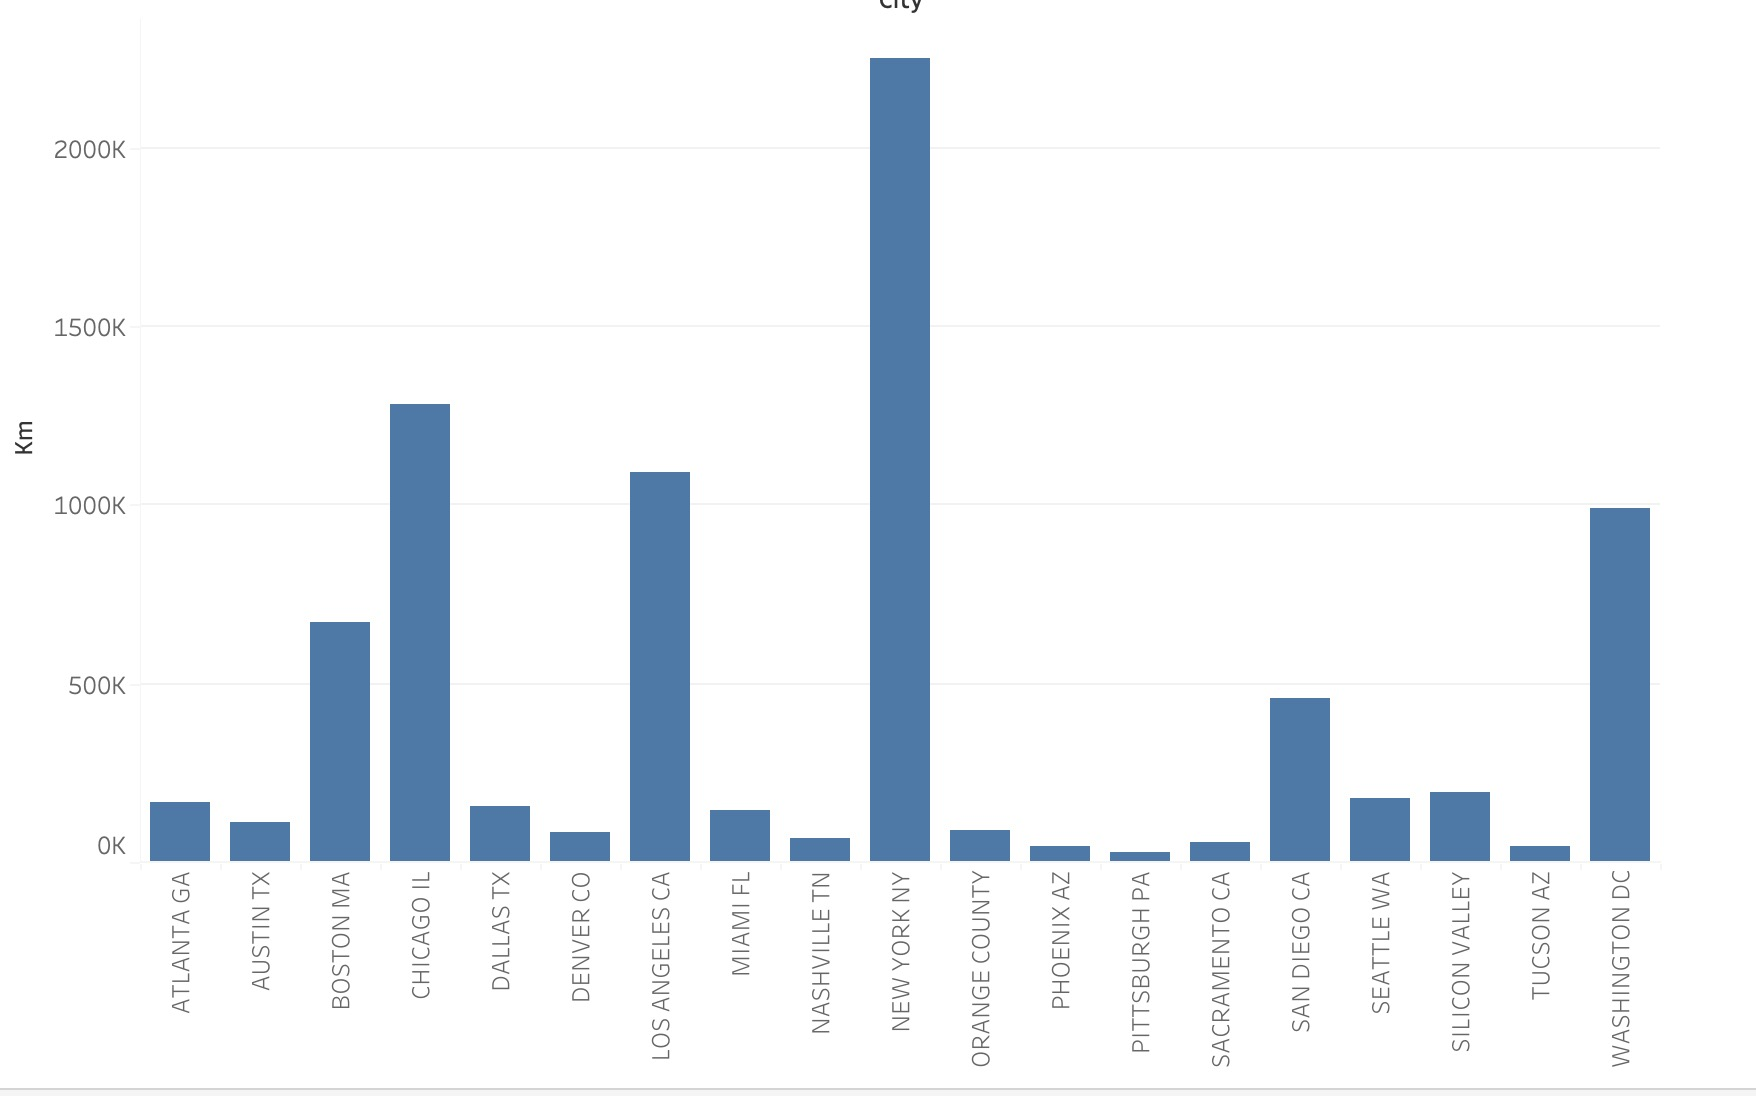 City
2000K
1500K
1000K
500K
0K
Km
ATLANTA GA
AUSTIN TX
BOSTON MA
CHICAGO IL
DALLAS TX
DENVER CO
LOS ANGELES CA
MIAMI FL
NASHVILLE TN
NEW YORK NY
ORANGE COUNTY
PHOENIX AZ
PITTSBURGH PA
SACRAMENTO CA
SAN DIEGO CA
SEATTLE WA
SILICON VALLEY
TUCSON AZ
WASHINGTON DC